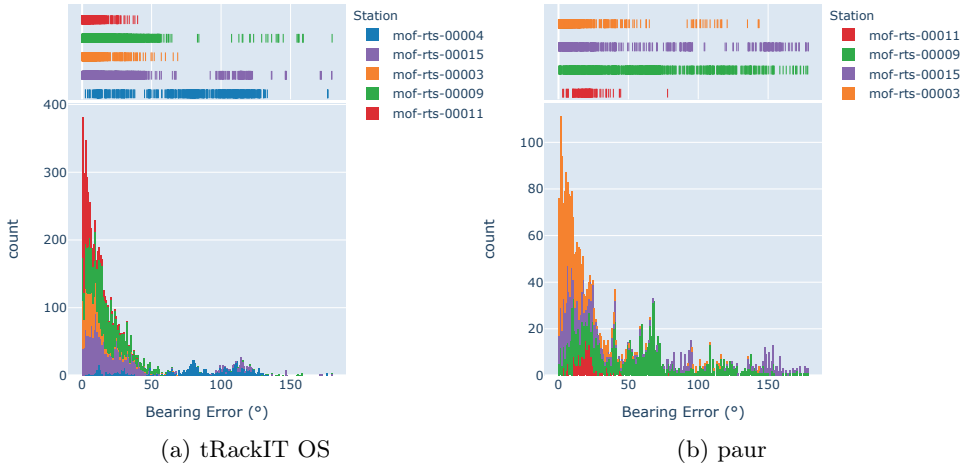 Station
mof-rts-00004
mof-rts-00015
mof-rts-00003
mof-rts-00009
mof-rts-00011
400
300
200
100
0
count
0
50
100
150
Bearing Error (°)
(a) tRackIT OS
Station
mof-rts-00011
mof-rts-00009
mof-rts-00015
mof-rts-00003
100
80
60
40
20
0
count
0
50
100
150
Bearing Error (°)
(b) paur